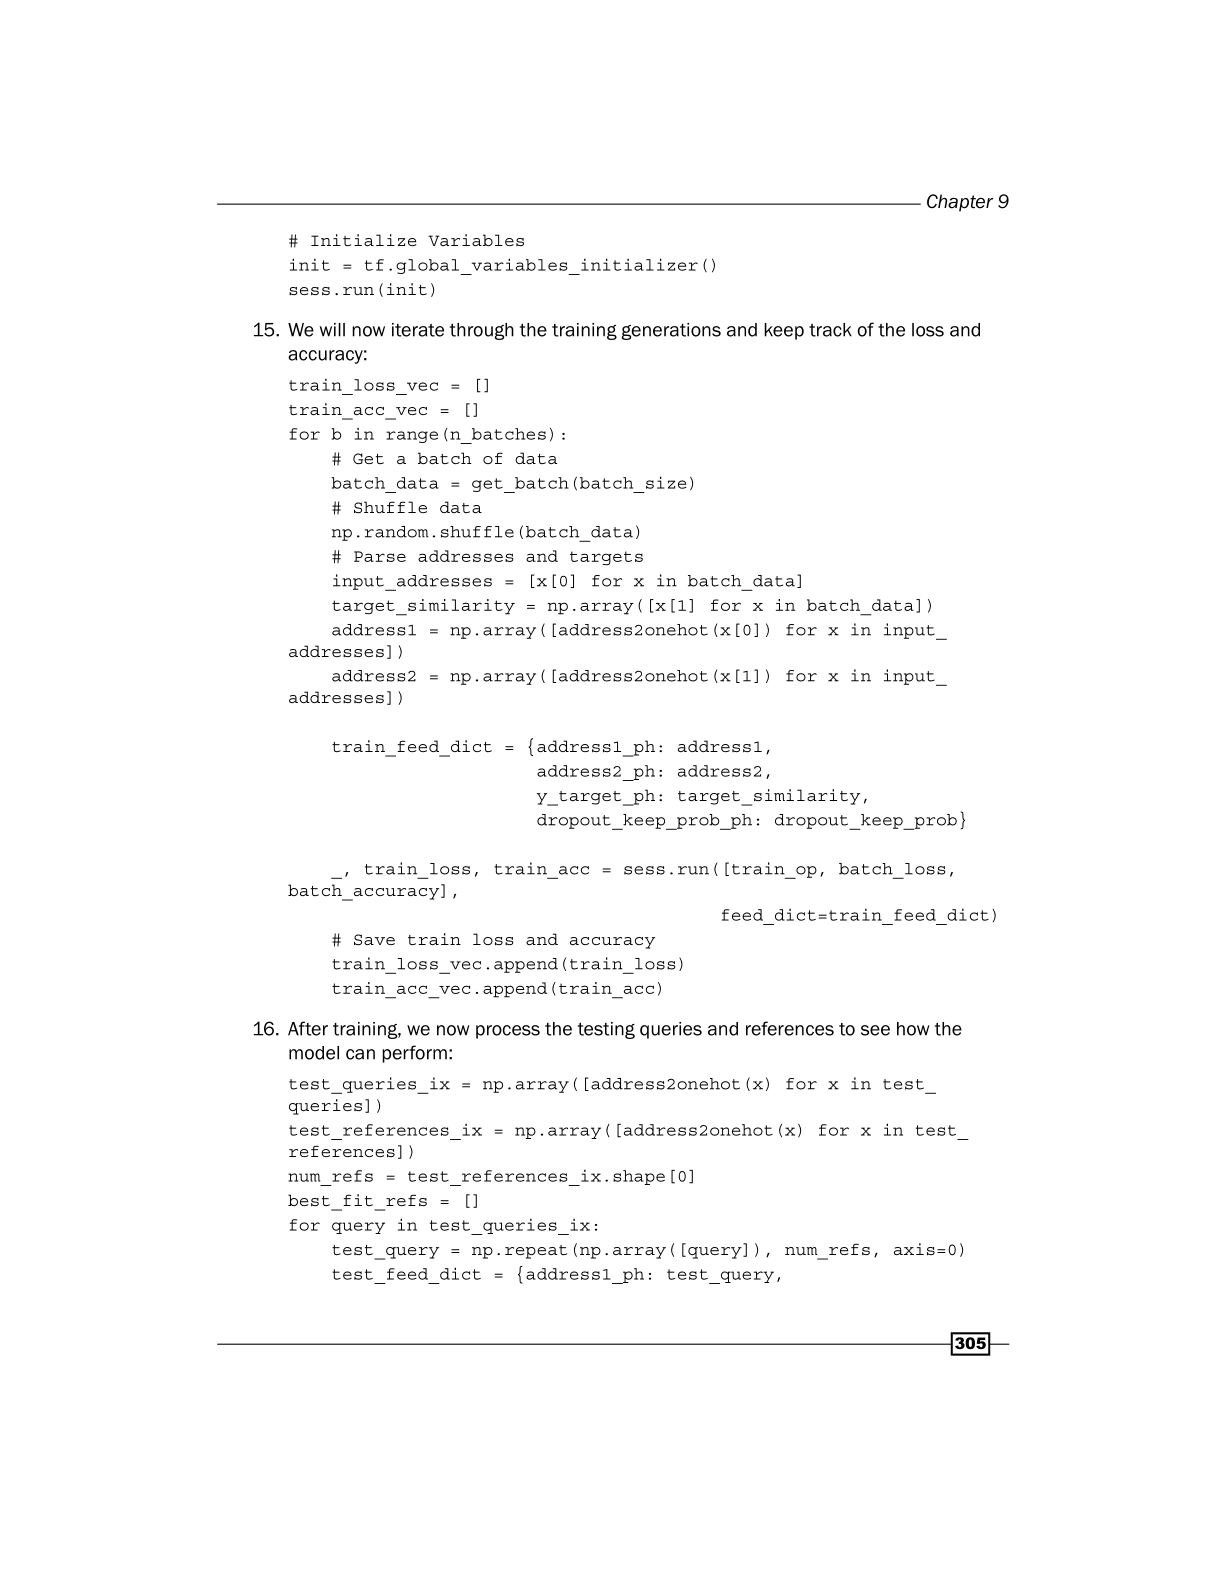 Chapter 9
# Initialize Variables
init = tf.global_variables_initializer()
sess.run(init)
15. We will now iterate through the training generations and keep track of the loss and
accuracy:
train_loss_vec = []
train_acc_vec = []
for b in range(n_batches):
    # Get a batch of data
    batch_data = get_batch(batch_size)
    # Shuffle data
    np.random.shuffle(batch_data)
    # Parse addresses and targets
    input_addresses = [x[0] for x in batch_data]
    target_similarity = np.array([x[1] for x in batch_data])
    address1 = np.array([address2onehot(x[0]) for x in input_
addresses])
    address2 = np.array([address2onehot(x[1]) for x in input_
addresses])
    train_feed_dict = {address1_ph: address1,
                       address2_ph: address2,
                       y_target_ph: target_similarity,
                       dropout_keep_prob_ph: dropout_keep_prob}
    _, train_loss, train_acc = sess.run([train_op, batch_loss,
batch_accuracy],
                                        feed_dict=train_feed_dict)
    # Save train loss and accuracy
    train_loss_vec.append(train_loss)
    train_acc_vec.append(train_acc)
16. After training, we now process the testing queries and references to see how the
model can perform:
test_queries_ix = np.array([address2onehot(x) for x in test_
queries])
test_references_ix = np.array([address2onehot(x) for x in test_
references])
num_refs = test_references_ix.shape[0]
best_fit_refs = []
for query in test_queries_ix:
    test_query = np.repeat(np.array([query]), num_refs, axis=0)
    test_feed_dict = {address1_ph: test_query,
305